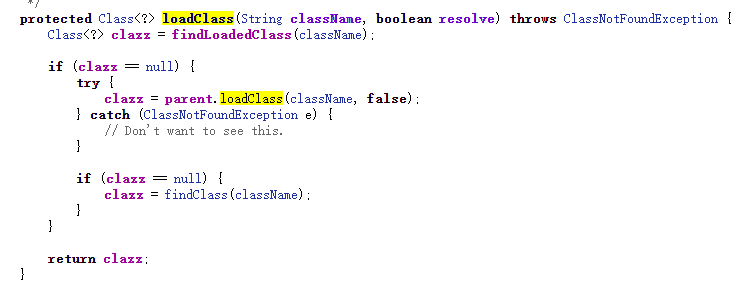 */
protected Class<?> loadClass(String className, boolean resolve) throws ClassNotFoundException {
Class<?> clazz = findLoadedClass(className);
if (clazz == null) {
try {
clazz = parent.loadClass(className, false);
} catch (ClassNotFoundException e) {
// Don't want to see this.
}
if (clazz == null) {
clazz = findClass(className);
}
}
return clazz;
}